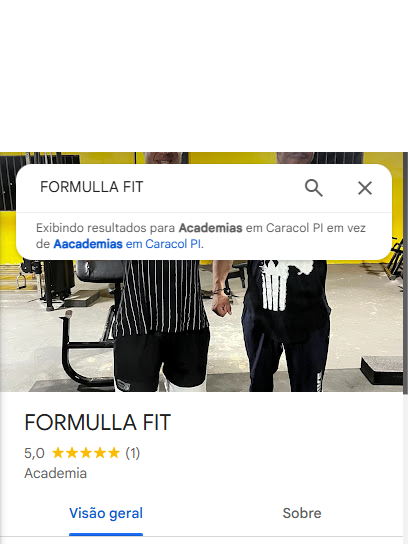 FORMULLA FIT
Exibindo resultados para Academias em Caracol PI em vez
de Aacademias em Caracol PI.
FORMULLA FIT
5,0 ★★★★★ (1)
Academia
Visão geral Sobre